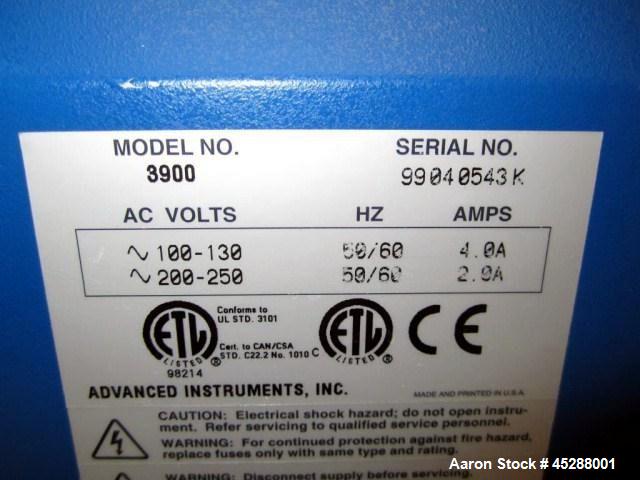 MODEL NO. SERIAL NO.
3900 99040543K
AC VOLTS HZ AMPS
∿ 100-130 50/60 4.0A
∿ 200-250 50/60 2.0A
ETL LISTED
98214
Conforms to
UL STD. 3101
Cert. to CAN/CSA
STD. C22.2 No. 1010
C ETL LISTED
CE
ADVANCED INSTRUMENTS, INC. MADE AND PRINTED IN U.S.A.
CAUTION: Electrical shock hazard; do not open instru-
ment. Refer servicing to qualified service personnel.
WARNING: For continued protection against fire hazard,
replace fuses only with same type and rating.
WARNING: Disconnect supply before servicing.
Aaron Stock # 45288001